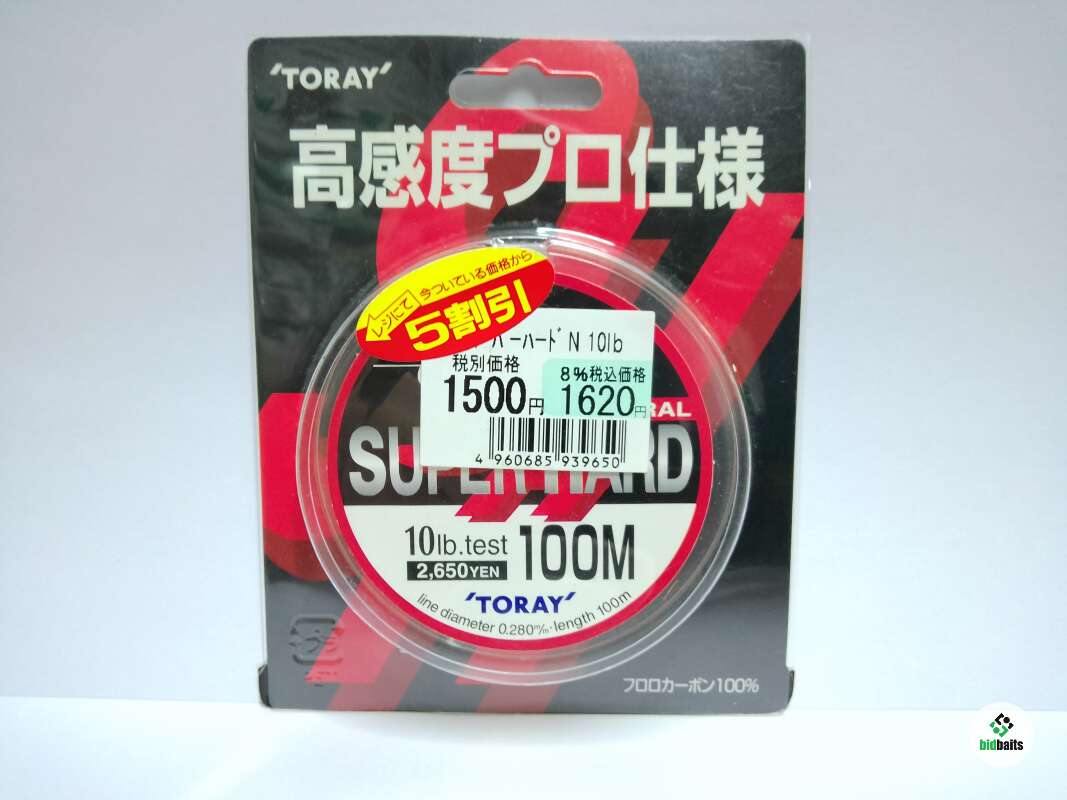 'TORAY'
高感度プロ仕様
レジにて
今ついている価格から
5割引
パーハード N 10lb
税別価格
8%税込価格
1500円
1620円
RAL
SUPER HARD
4 960685 939650
10lb.test
100M
2,650YEN
'TORAY'
line diameter 0.280m/m·length 100m
フロロカーボン100%
bidbaits